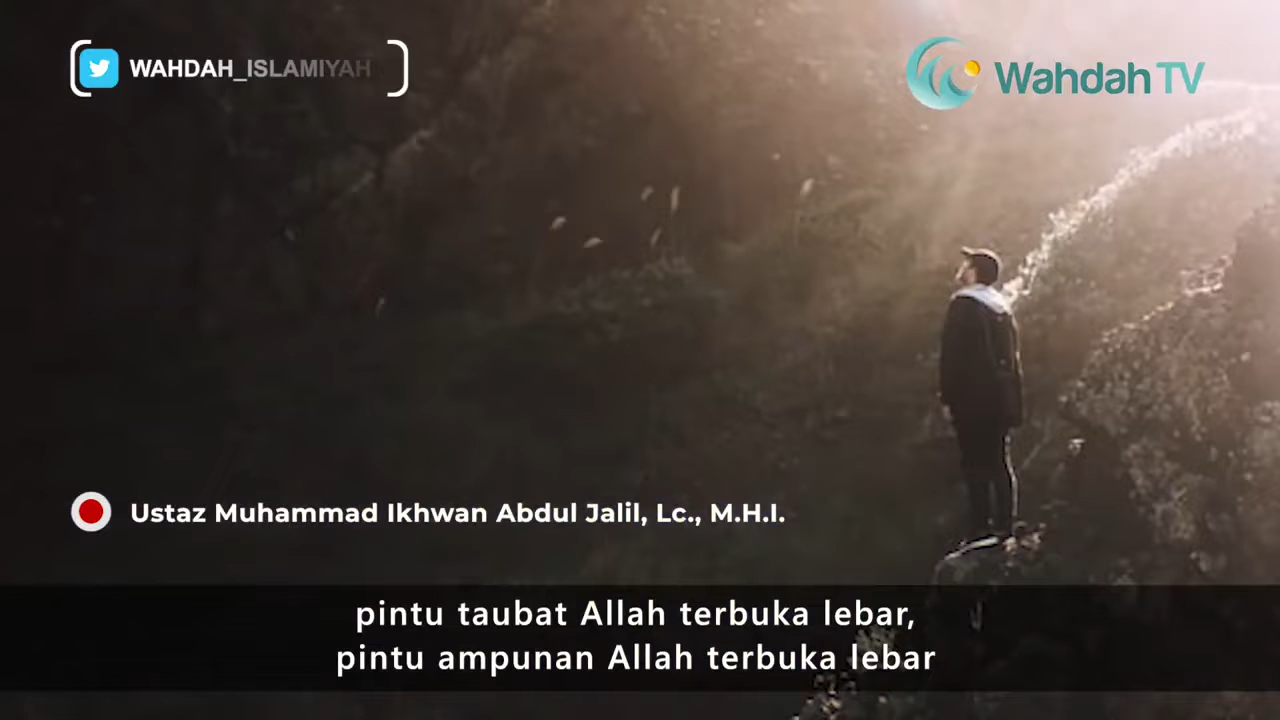 WAHDAH_ISLAMIYAH
Wahdah TV
Ustaz Muhammad Ikhwan Abdul Jalil, Lc., M.H.I.
pintu taubat Allah terbuka lebar,
pintu ampunan Allah terbuka lebar